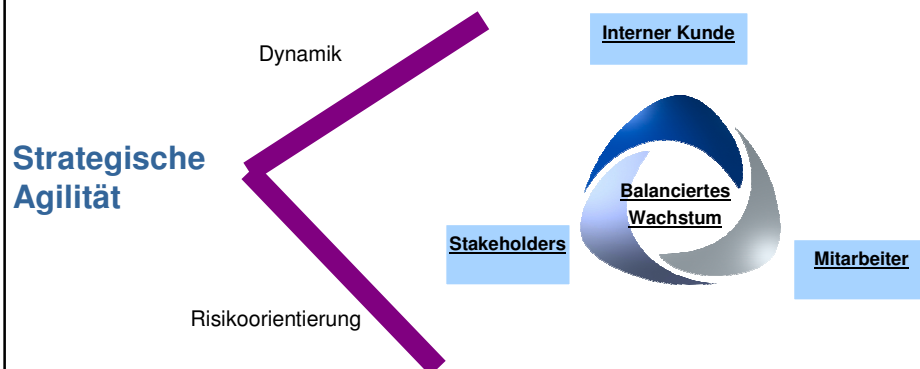 Interner Kunde
Dynamik
Strategische
Agilität
Balanciertes
Wachstum
Stakeholders
Mitarbeiter
Risikoorientierung